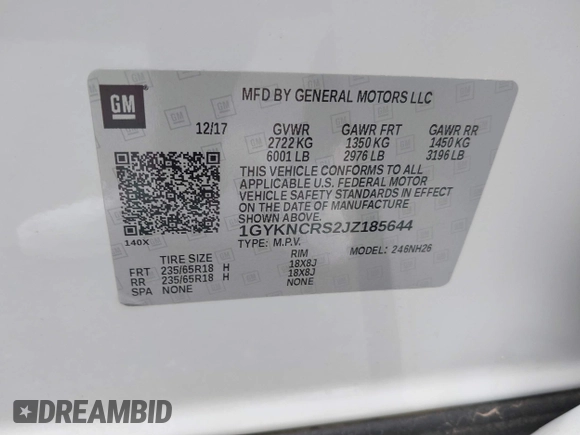 GM
MFD BY GENERAL MOTORS LLC
12/17 GVWR GAWR FRT GAWR RR
2722 KG 1350 KG 1450 KG
6001 LB 2976 LB 3196 LB
THIS VEHICLE CONFORMS TO ALL
APPLICABLE U.S. FEDERAL MOTOR
VEHICLE SAFETY STANDARDS IN EFFECT
ON THE DATE OF MANUFACTURE
SHOWN ABOVE.
1GYKNCRS2JZ185644
140X
TYPE: M.P.V. MODEL: 246NH26
TIRE SIZE RIM
FRT 235/65R18 H 18X8J
RR 235/65R18 H 18X8J
SPA NONE NONE
DREAMBID